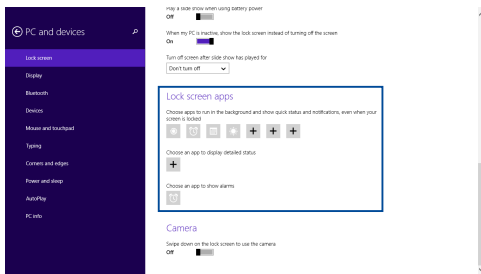 Play a slide show when using battery power
Off
PC and devices
When my PC is inactive, show the lock screen instead of turning off the screen
On
Lock screen
Turn off screen after slide show has played for
Don't turn off
Display
Bluetooth
Devices
Mouse and touchpad
Typing
Corners and edges
Power and sleep
AutoPlay
PC info
Lock screen apps
Choose apps to run in the background and show quick status and notifications, even when your
screen is locked
Choose an app to display detailed status
Choose an app to show alarms
Camera
Swipe down on the lock screen to use the camera
Off